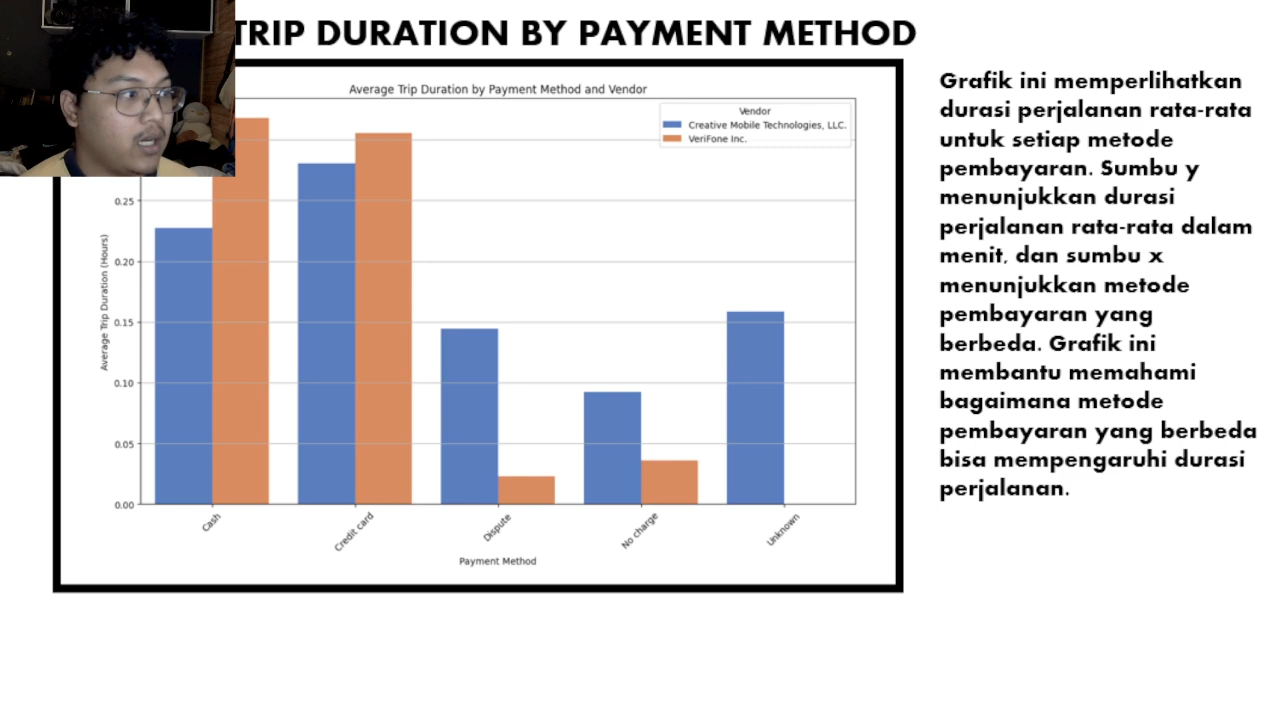 TRIP DURATION BY PAYMENT METHOD
Average Trip Duration by Payment Method and Vendor
Vendor
Creative Mobile Technologies, LLC.
VeriFone Inc.
Average Trip Duration (Hours)
0.25
0.20
0.15
0.10
0.05
0.00
Cash
Credit card
Dispute
No charge
Unknown
Payment Method
Grafik ini memperlihatkan
durasi perjalanan rata-rata
untuk setiap metode
pembayaran. Sumbu y
menunjukkan durasi
perjalanan rata-rata dalam
menit, dan sumbu x
menunjukkan metode
pembayaran yang
berbeda. Grafik ini
membantu memahami
bagaimana metode
pembayaran yang berbeda
bisa mempengaruhi durasi
perjalanan.